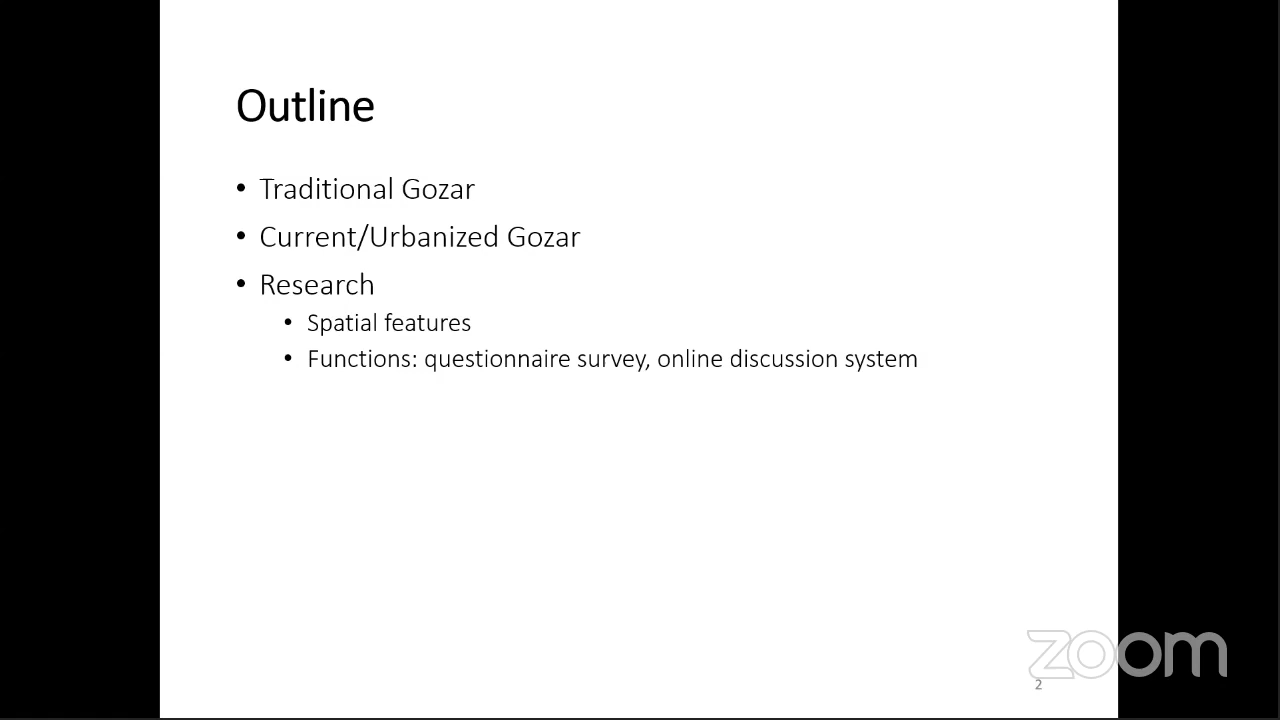 Outline
• Traditional Gozar
• Current/Urbanized Gozar
• Research
• Spatial features
• Functions: questionnaire survey, online discussion system
zoom
2